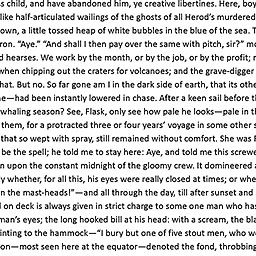 s child, and have abandoned him, ye creative libertines. Here, boy
like half-articulated wailings of the ghosts of all Herod's murdered
own, a little tossed heap of white bubbles in the blue of the sea. T
ron. "Aye." "And shall I then pay over the same with pitch, sir?" mo
d hearses. We work by the month, or by the job, or by the profit; n
when chipping out the craters for volcanoes; and the grave-digger
hat. But no. So far gone am I in the dark side of earth, that its othe
ne—had been instantly lowered in chase. After a keen sail before th
whaling season? See, Flask, only see how pale he looks—pale in th
them, for a protracted three or four years' voyage in some other s
that so wept with spray, still remained without comfort. She was R
be the spell; he told me to stay here: Aye, and told me this screwe
n upon the constant midnight of the gloomy crew. It domineered a
y whether, for all this, his eyes were really closed at times; or whe
n the mast-heads!"—and all through the day, till after sunset and
d on deck is always given in strict charge to some one man who has
man's eyes; the long hooked bill at his head: with a scream, the bla
inting to the hammock—"I bury but one of five stout men, who we
on—most seen here at the equator—denoted the fond, throbbing